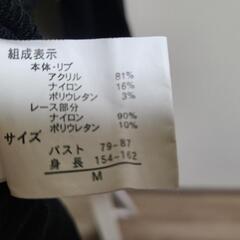 組成表示
本体・リブ
アクリル 81%
ナイロン 16%
ポリウレタン 3%
レース部分
ナイロン 90%
ポリウレタン 10%
サイズ
バスト 79-87
身長 154-162
M